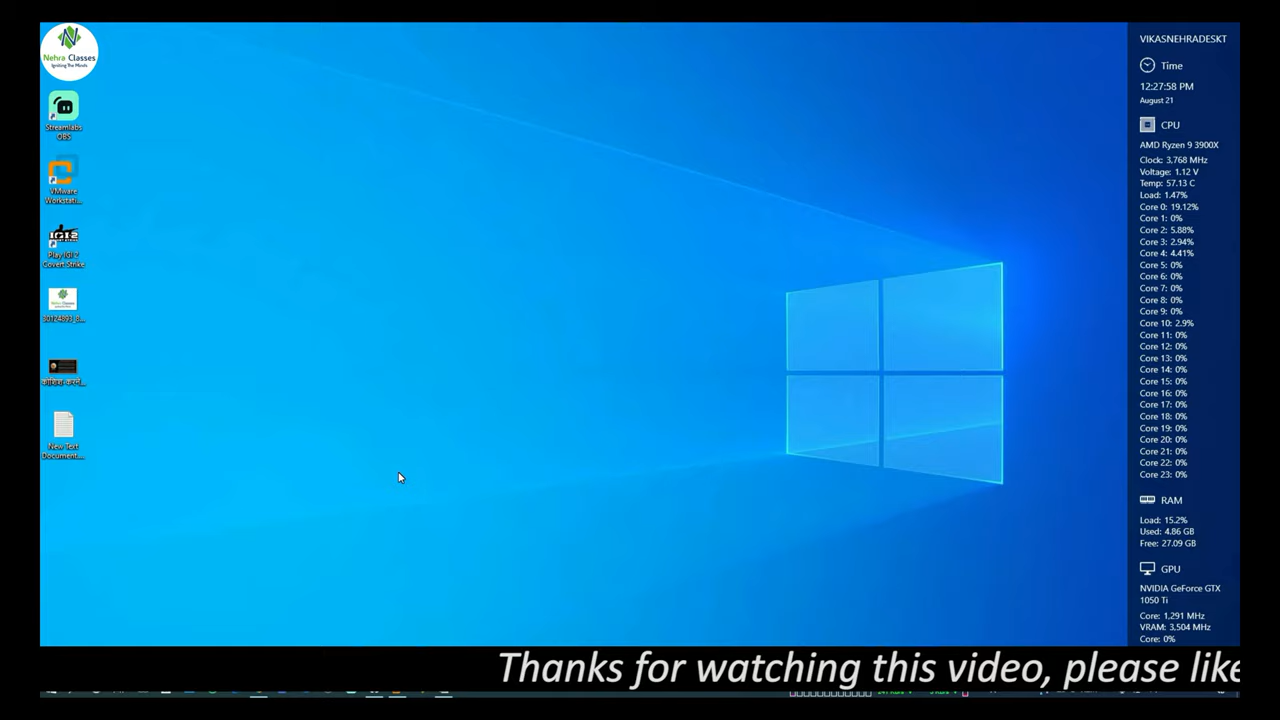 Nehra Classes
Igniting The Minds
Streamlabs
OBS
VMware
Workstati...
IGI2
Play IGI 2
Covert Strike
30124893_8...
कोशिश-करने...
New Text
Document....
VIKASNEHRADESKT
Time
12:27:58 PM
August 21
CPU
AMD Ryzen 9 3900X
Clock: 3,768 MHz
Voltage: 1.12 V
Temp: 57.13 C
Load: 1.47%
Core 0: 19.12%
Core 1: 0%
Core 2: 5.88%
Core 3: 2.94%
Core 4: 4.41%
Core 5: 0%
Core 6: 0%
Core 7: 0%
Core 8: 0%
Core 9: 0%
Core 10: 2.9%
Core 11: 0%
Core 12: 0%
Core 13: 0%
Core 14: 0%
Core 15: 0%
Core 16: 0%
Core 17: 0%
Core 18: 0%
Core 19: 0%
Core 20: 0%
Core 21: 0%
Core 22: 0%
Core 23: 0%
RAM
Load: 15.2%
Used: 4.86 GB
Free: 27.09 GB
GPU
NVIDIA GeForce GTX
1050 Ti
Core: 1,291 MHz
VRAM: 3,504 MHz
Core: 0%
Thanks for watching this video, please like